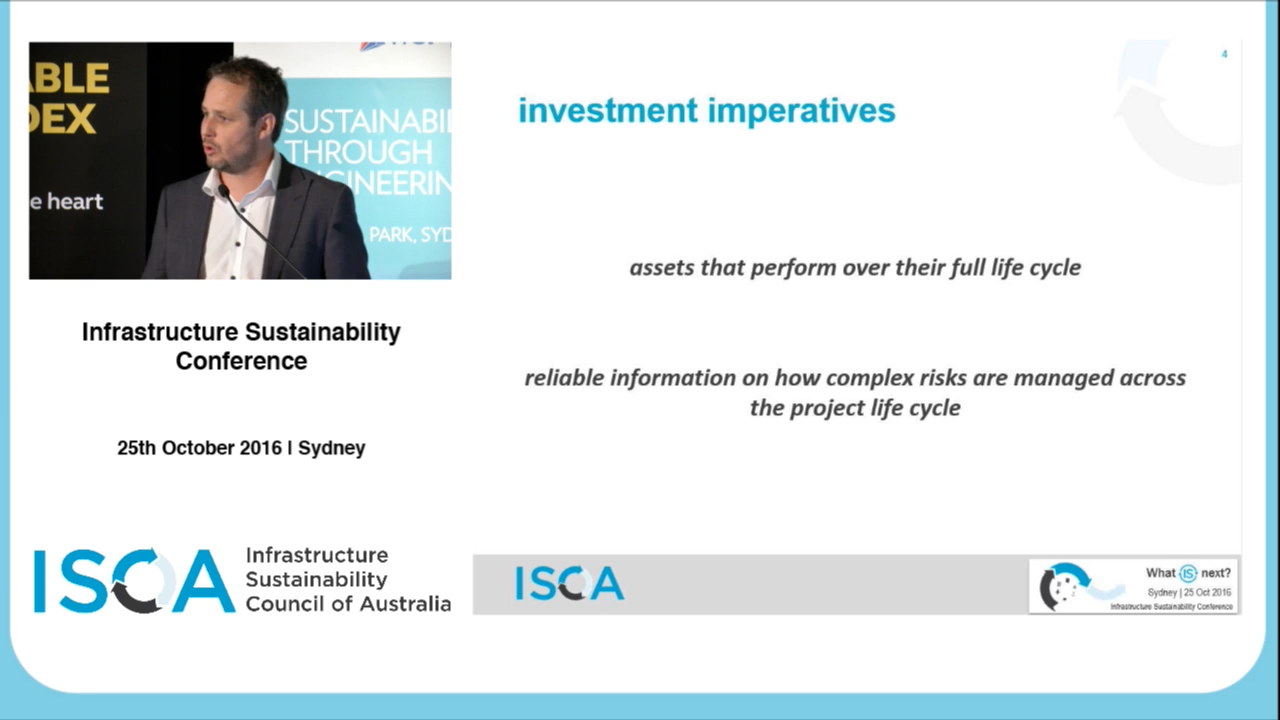 ABLE
DEX
e heart
SUSTAINABI
THROUGH
GINEERIN
PARK, SYD
Infrastructure Sustainability
Conference
25th October 2016 | Sydney
ISCA
Infrastructure
Sustainability
Council of Australia
4
investment imperatives
assets that perform over their full life cycle
reliable information on how complex risks are managed across
the project life cycle
ISCA
What IS next?
Sydney | 25 Oct 2016
Infrastructure Sustainability Conference